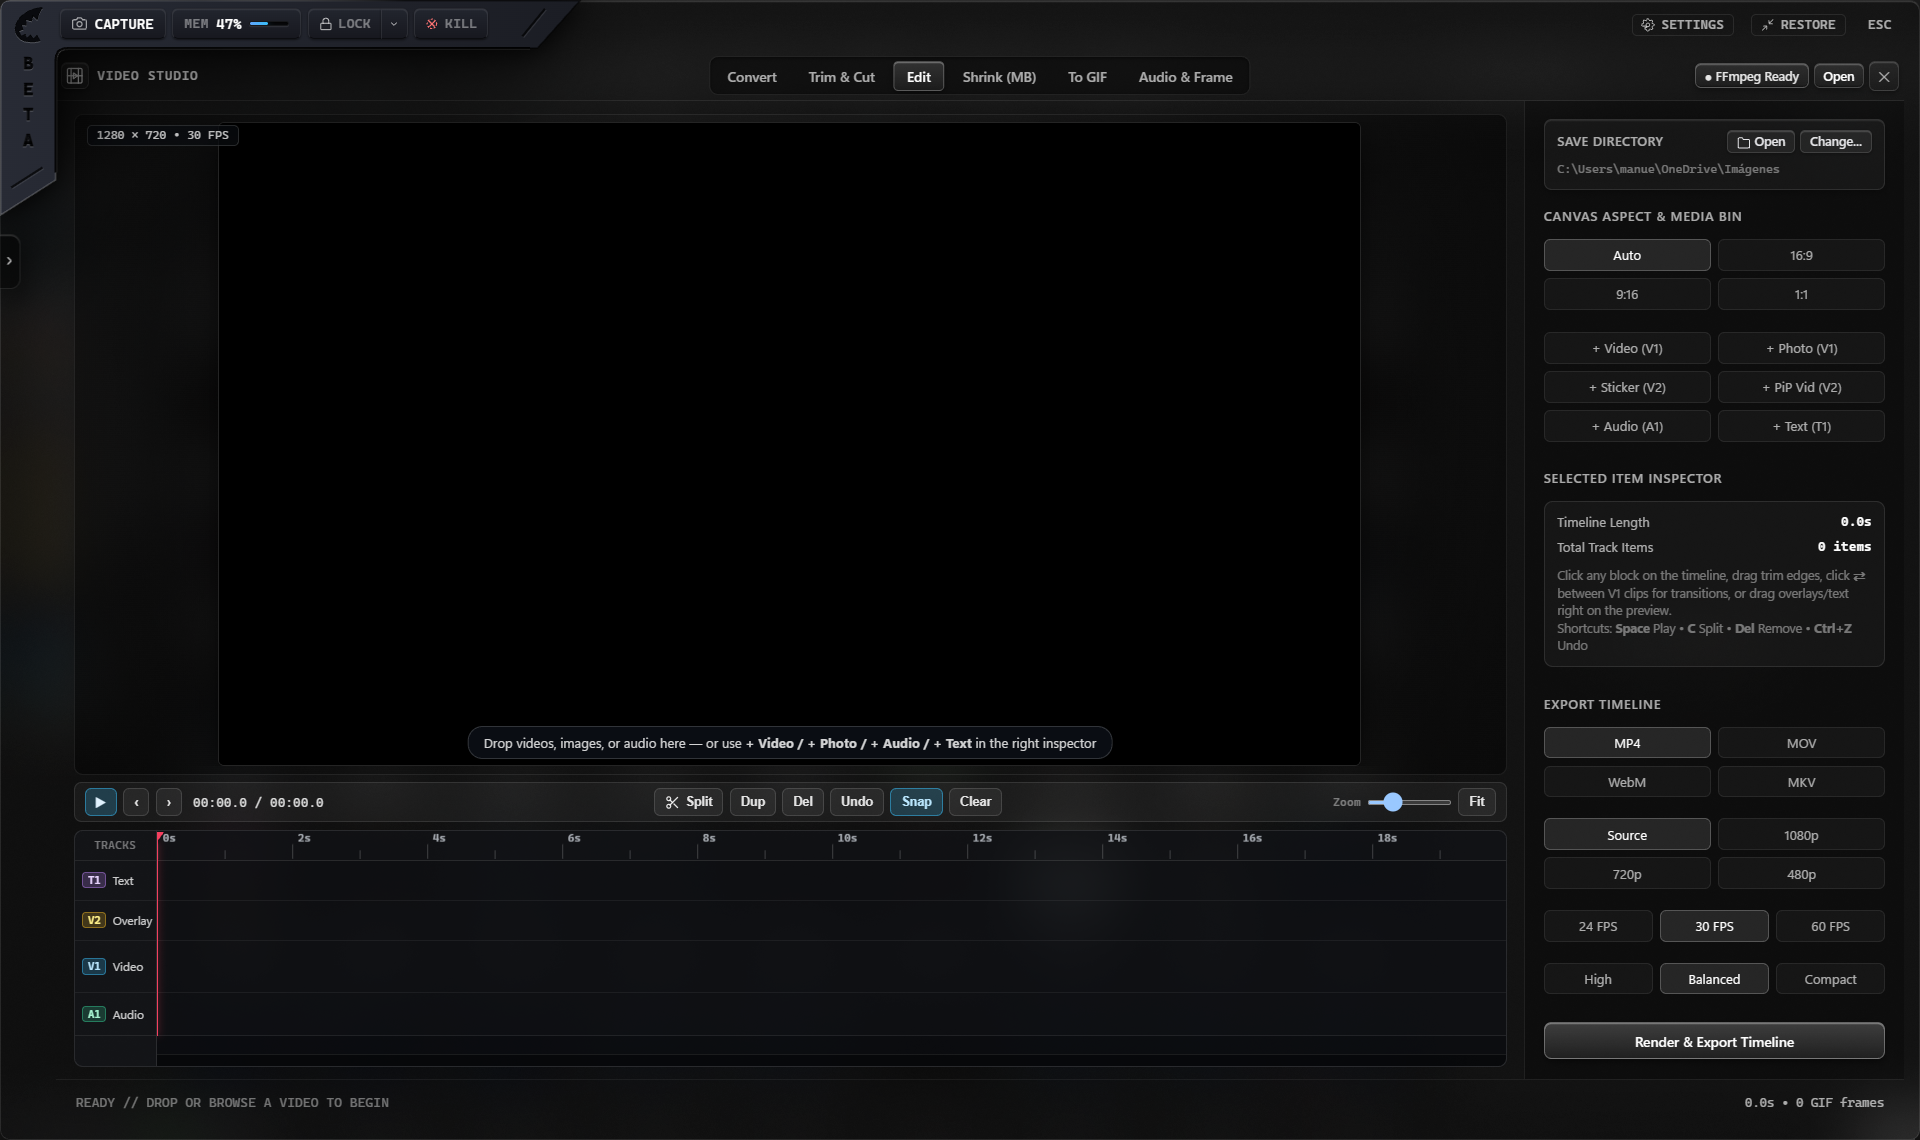 CAPTURE
MEM 47%
LOCK
KILL
SETTINGS
RESTORE
ESC
B
E
T
A
VIDEO STUDIO
Convert
Trim & Cut
Edit
Shrink (MB)
To GIF
Audio & Frame
● FFmpeg Ready
Open
1280 × 720 • 30 FPS
Drop videos, images, or audio here — or use + Video / + Photo / + Audio / + Text in the right inspector
00:00.0 / 00:00.0
Split
Dup
Del
Undo
Snap
Clear
Zoom
Fit
TRACKS
0s
2s
4s
6s
8s
10s
12s
14s
16s
18s
T1 Text
V2 Overlay
V1 Video
A1 Audio
SAVE DIRECTORY
Open
Change...
C:\Users\manue\OneDrive\Imágenes
CANVAS ASPECT & MEDIA BIN
Auto
16:9
9:16
1:1
+ Video (V1)
+ Photo (V1)
+ Sticker (V2)
+ PiP Vid (V2)
+ Audio (A1)
+ Text (T1)
SELECTED ITEM INSPECTOR
Timeline Length 0.0s
Total Track Items 0 items
Click any block on the timeline, drag trim edges, click ⇄
between V1 clips for transitions, or drag overlays/text
right on the preview.
Shortcuts: Space Play • C Split • Del Remove • Ctrl+Z
Undo
EXPORT TIMELINE
MP4
MOV
WebM
MKV
Source
1080p
720p
480p
24 FPS
30 FPS
60 FPS
High
Balanced
Compact
Render & Export Timeline
READY // DROP OR BROWSE A VIDEO TO BEGIN
0.0s • 0 GIF frames